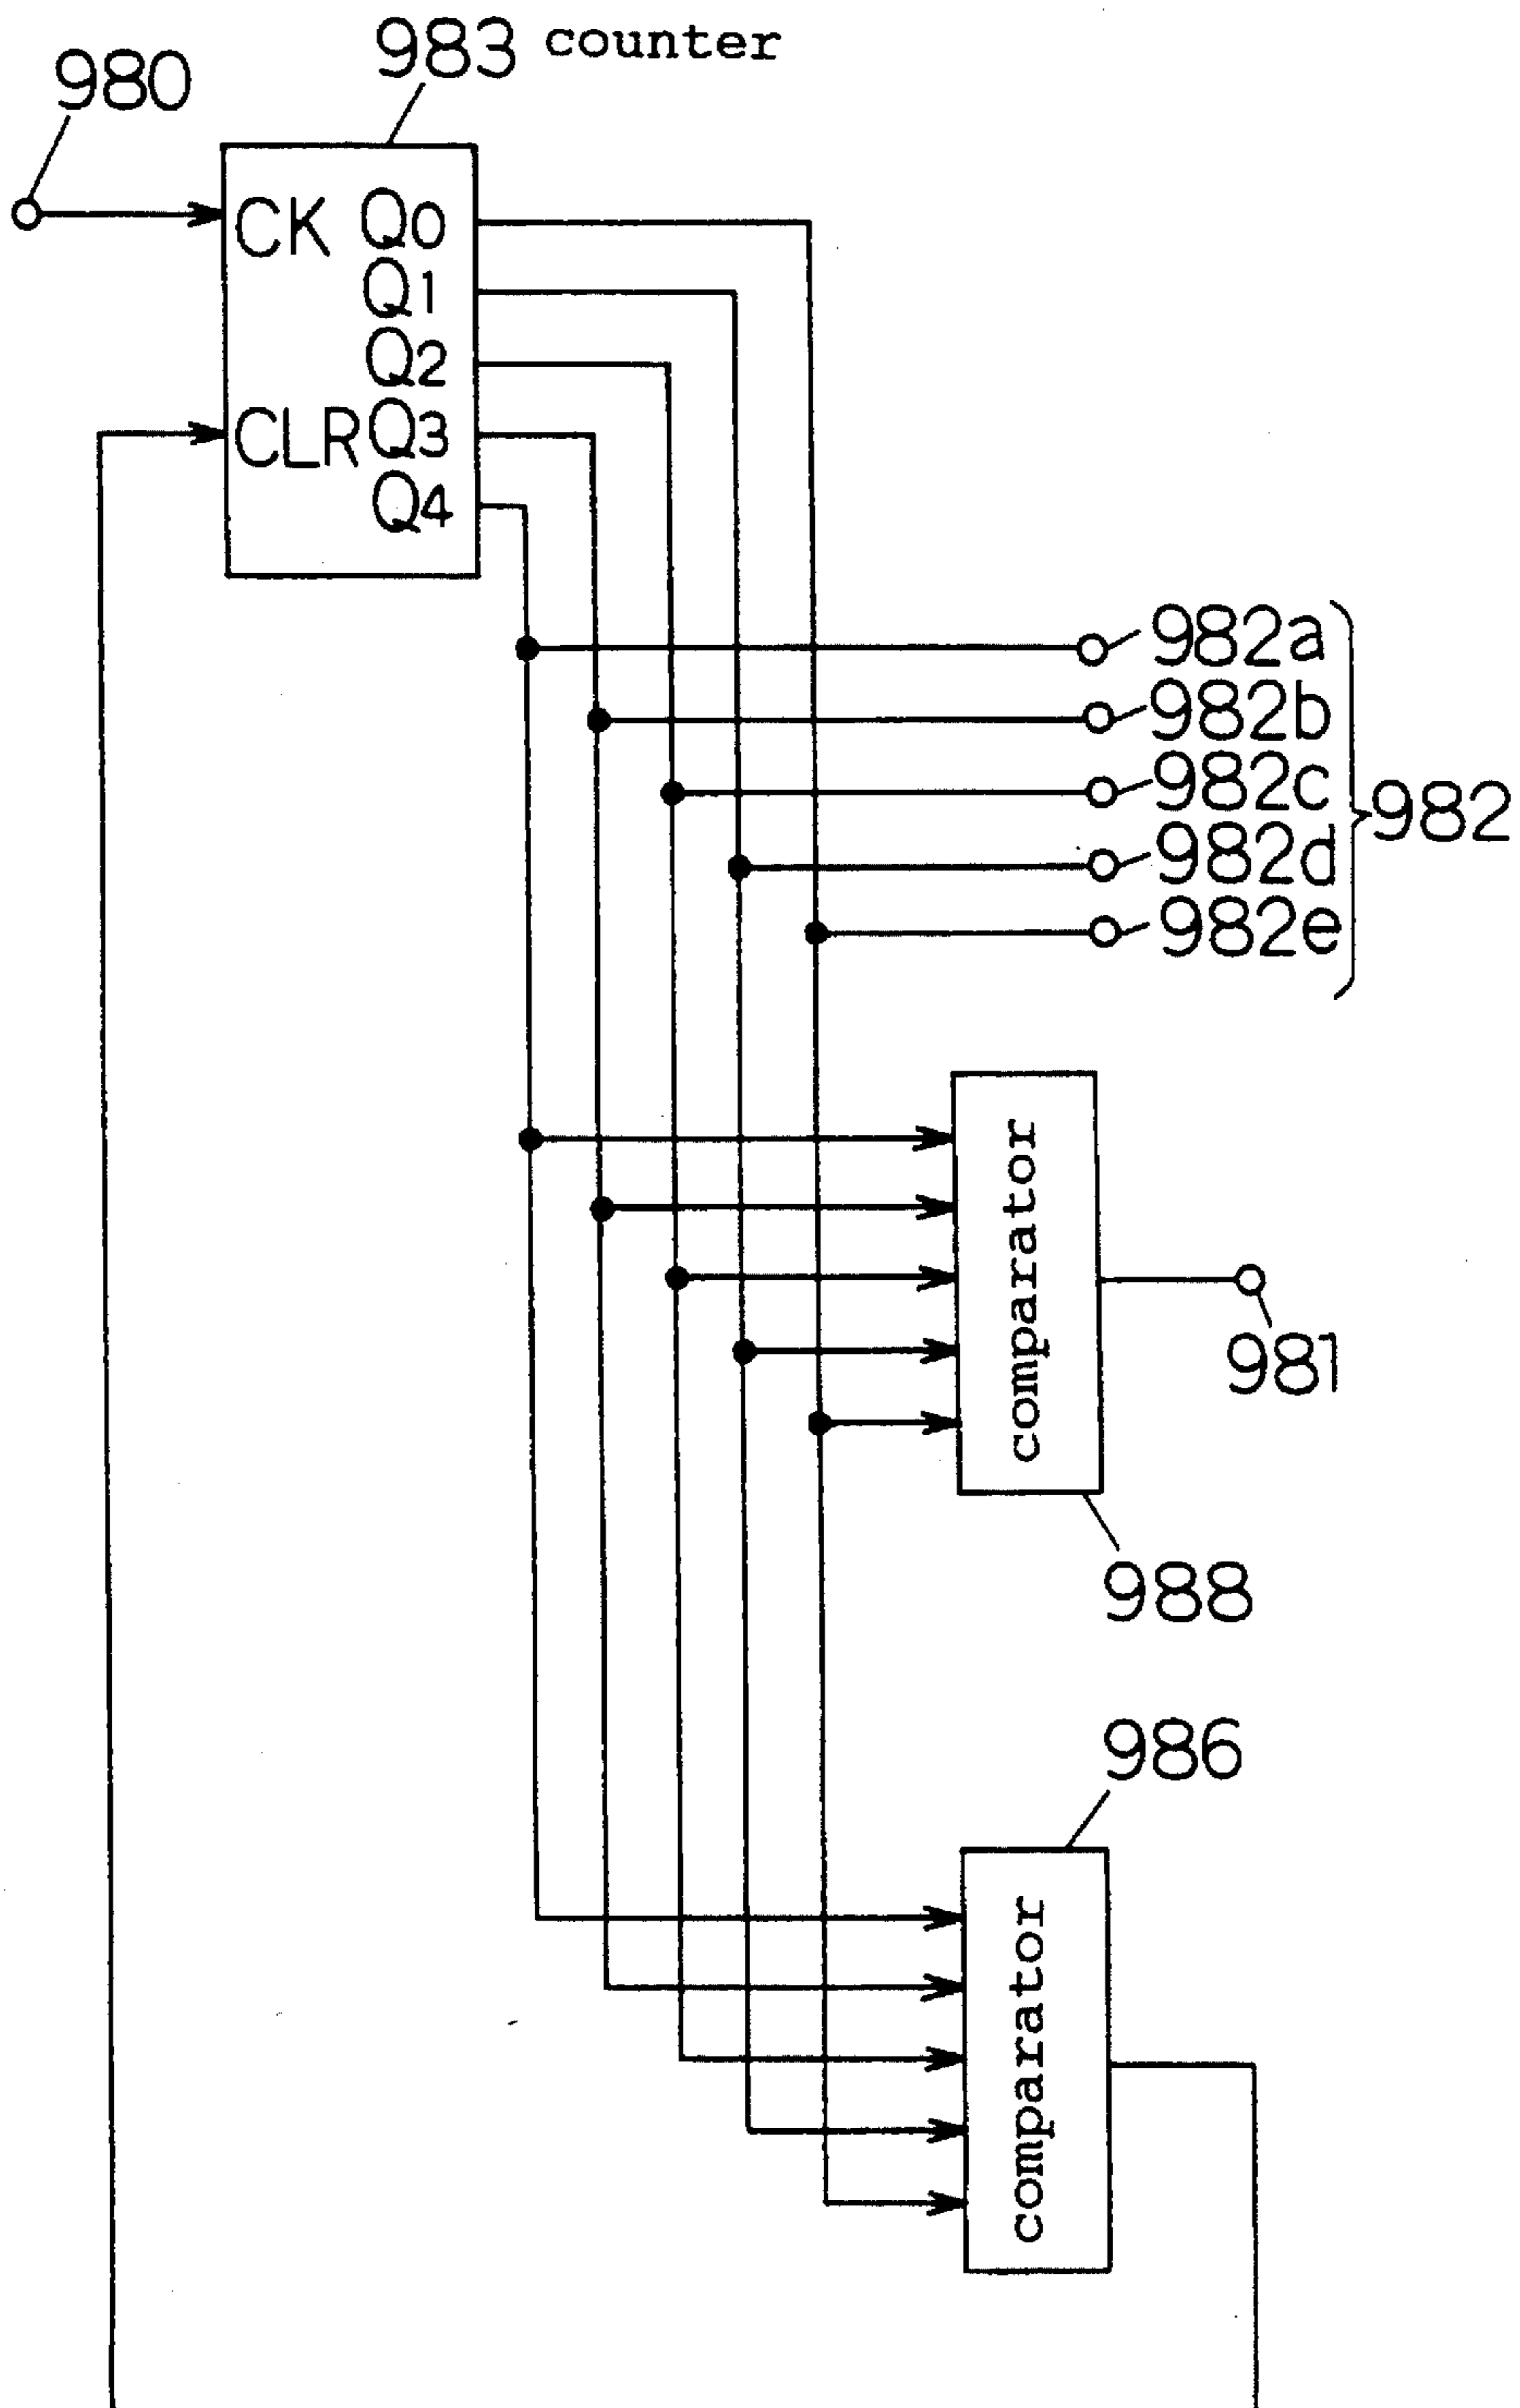 983 counter
980
CK Q0
Q1
Q2
CLR Q3
Q4
982a
982b
982c
982d
982e
982
comparator
981
988
986
comparator